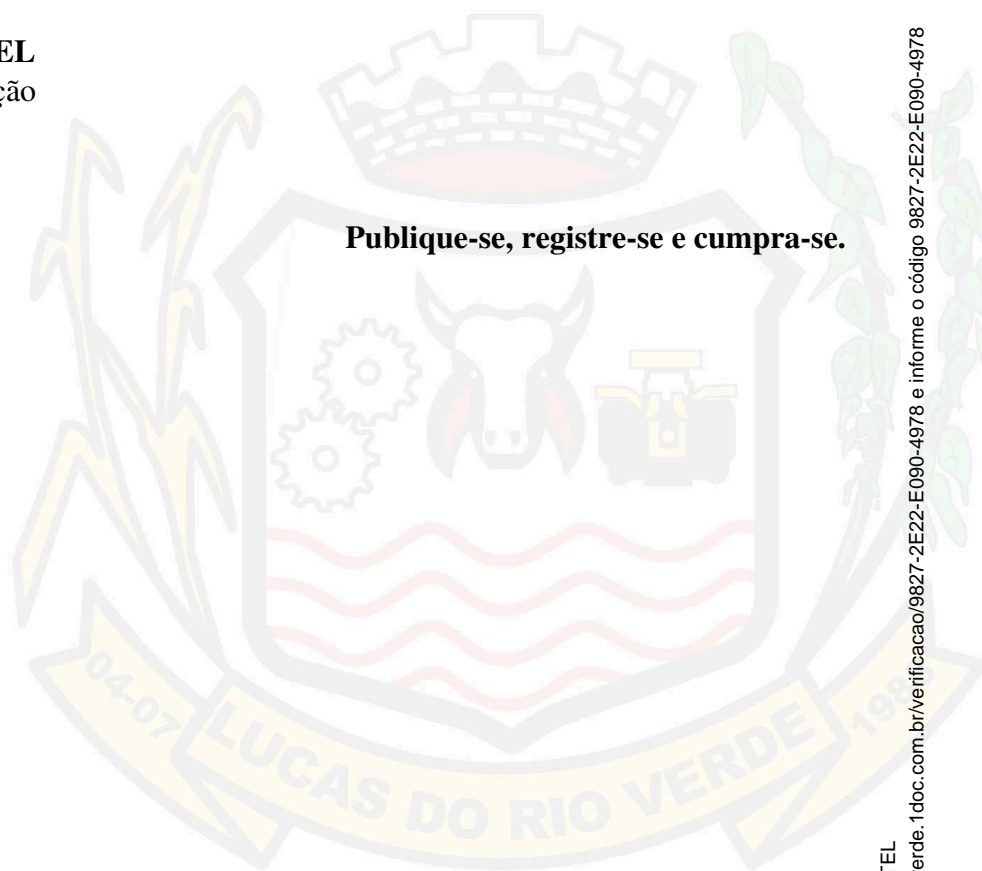 EL
ção
Publique-se, registre-se e cumpra-se.
04-07
LUCAS DO RIO VERDE
1988
TEL
erde.1doc.com.br/verificacao/9827-2E22-E090-4978 e informe o código 9827-2E22-E090-4978